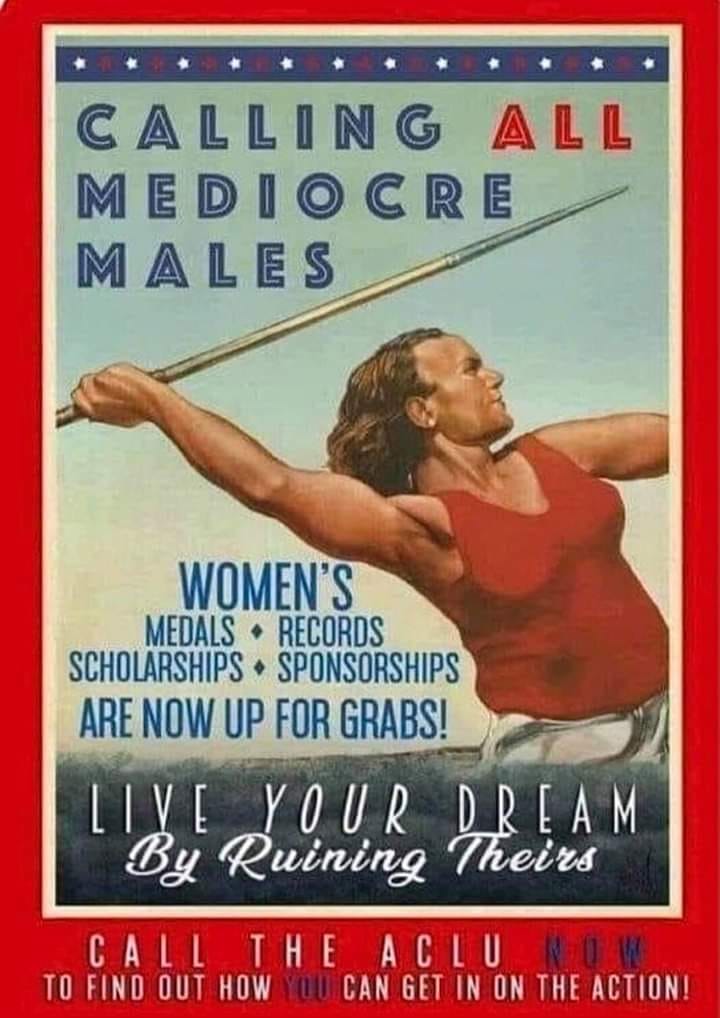 CALLING ALL
MEDIOCRE
MALES
WOMEN'S
MEDALS ◆ RECORDS
SCHOLARSHIPS ◆ SPONSORSHIPS
ARE NOW UP FOR GRABS!
LIVE YOUR DREAM
By Ruining Theirs
CALL THE ACLU NOW
TO FIND OUT HOW YOU CAN GET IN ON THE ACTION!